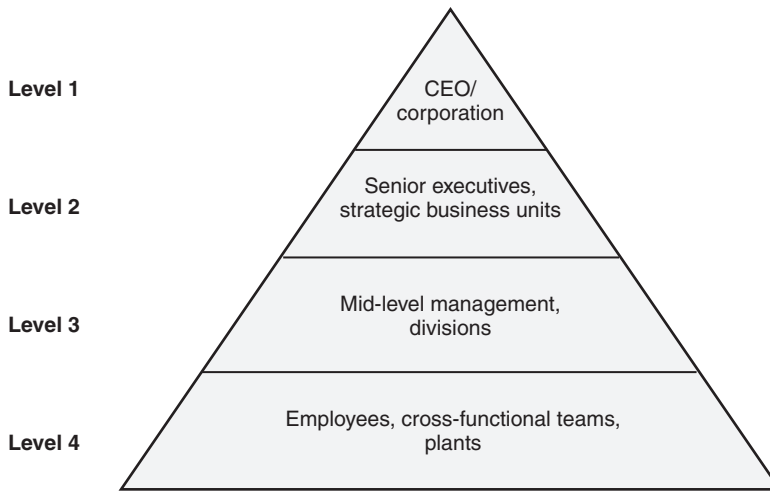 Level 1
CEO/
corporation
Level 2
Senior executives,
strategic business units
Level 3
Mid-level management,
divisions
Level 4
Employees, cross-functional teams,
plants